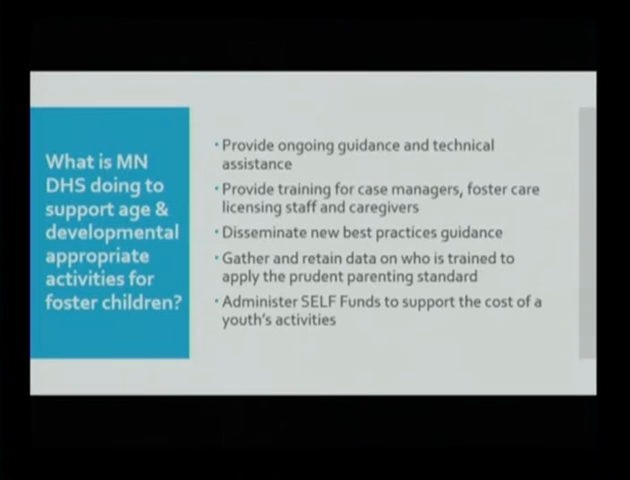 What is MN
DHS doing to
support age &
developmental
appropriate
activities for
foster children?
• Provide ongoing guidance and technical
assistance
• Provide training for case managers, foster care
licensing staff and caregivers
• Disseminate new best practices guidance
• Gather and retain data on who is trained to
apply the prudent parenting standard
• Administer SELF Funds to support the cost of a
youth's activities